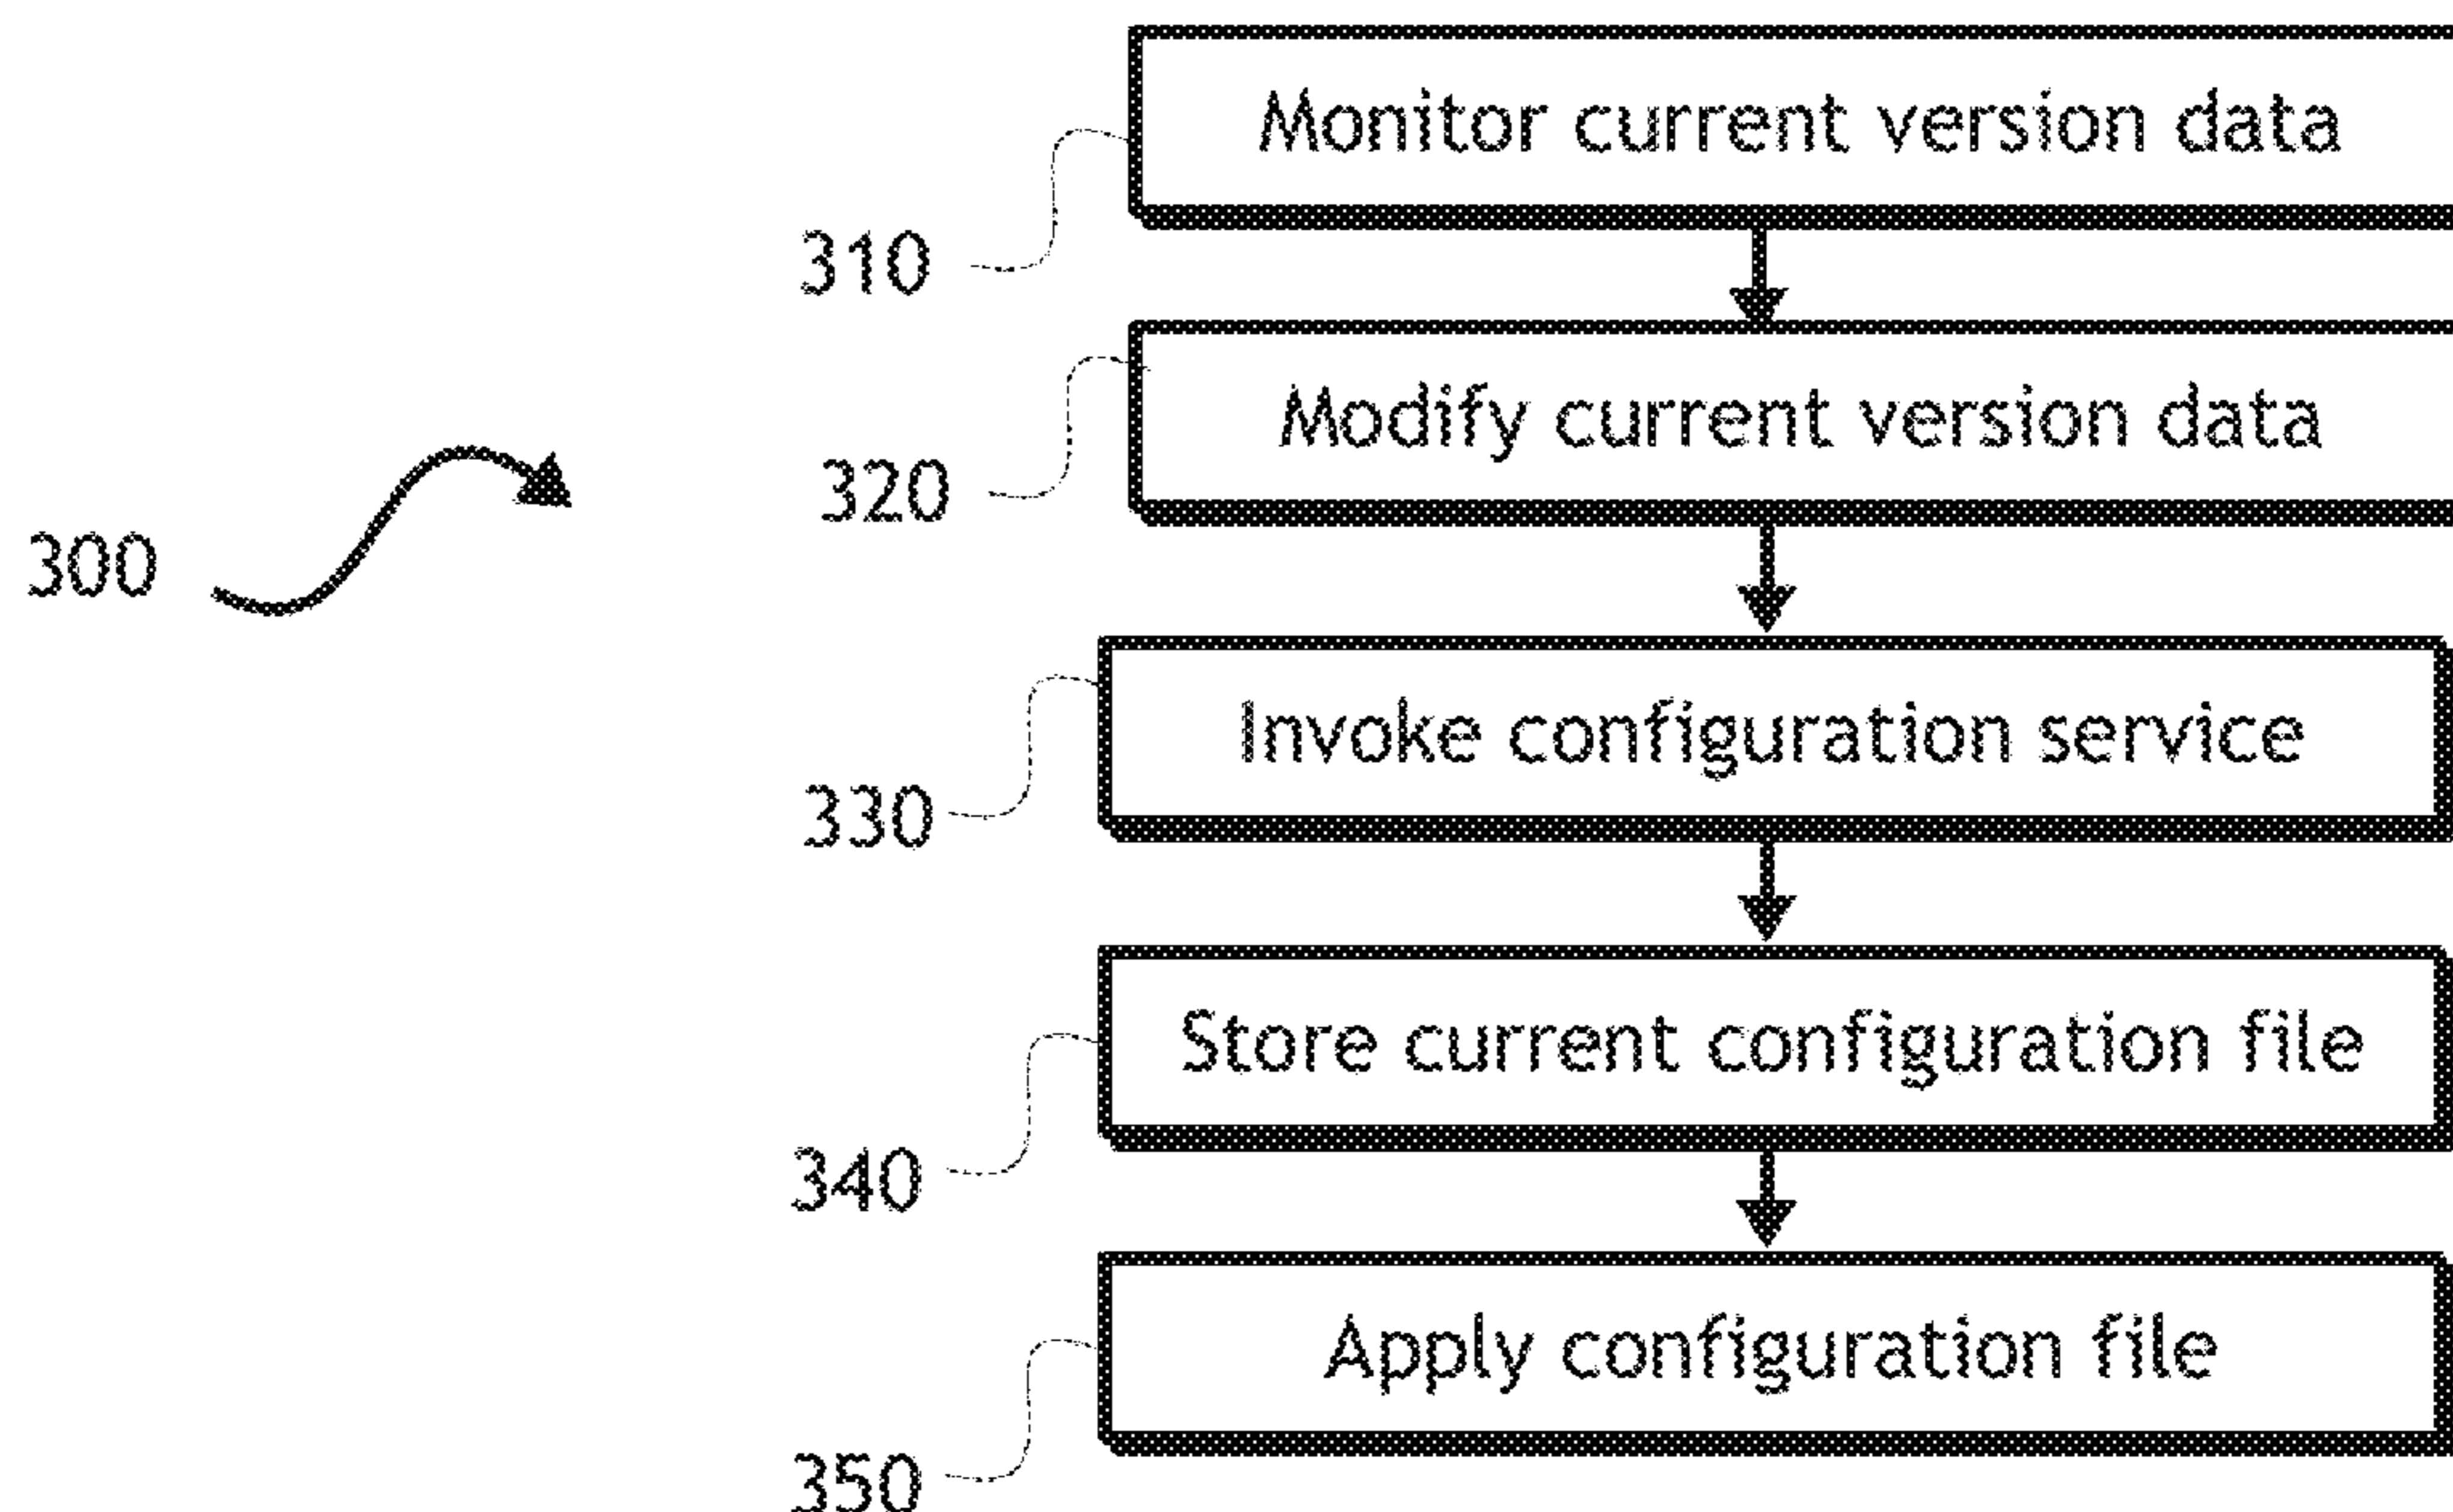 Monitor current version data
310
Modify current version data
320
300
Invoke configuration service
330
Store current configuration file
340
Apply configuration file
350